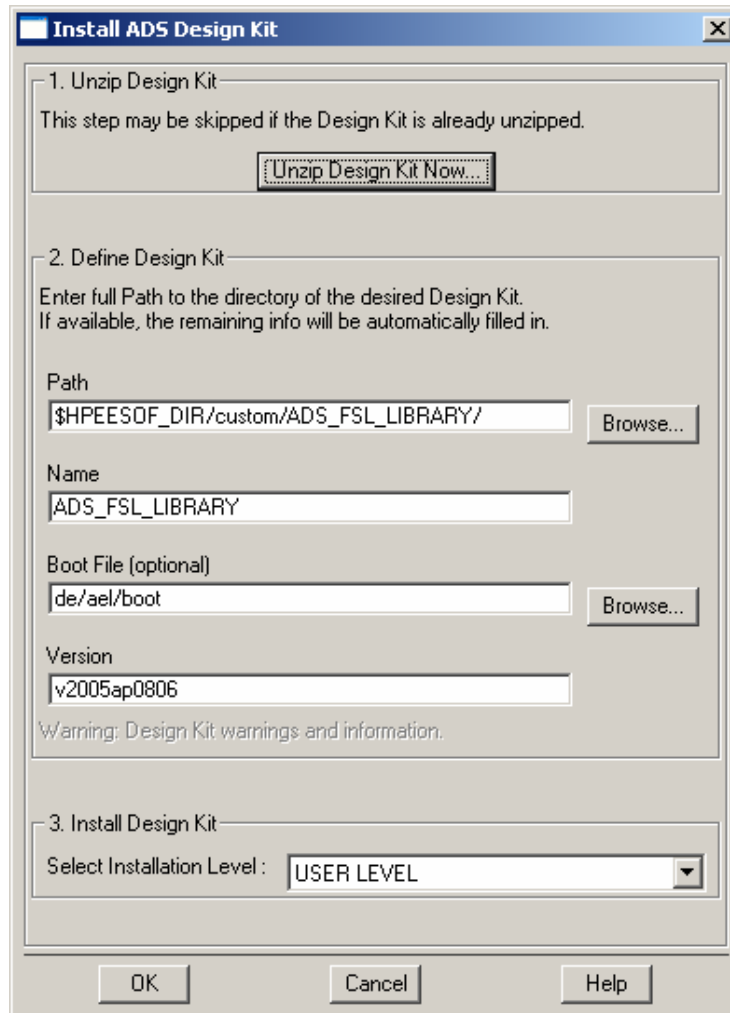 Install ADS Design Kit
1. Unzip Design Kit
This step may be skipped if the Design Kit is already unzipped.
Unzip Design Kit Now...
2. Define Design Kit
Enter full Path to the directory of the desired Design Kit.
If available, the remaining info will be automatically filled in.
Path
$HPEESOF_DIR/custom/ADS_FSL_LIBRARY/
Browse...
Name
ADS_FSL_LIBRARY
Boot File (optional)
de/ael/boot
Browse...
Version
v2005ap0806
Warning: Design Kit warnings and information.
3. Install Design Kit
Select Installation Level :
USER LEVEL
OK
Cancel
Help